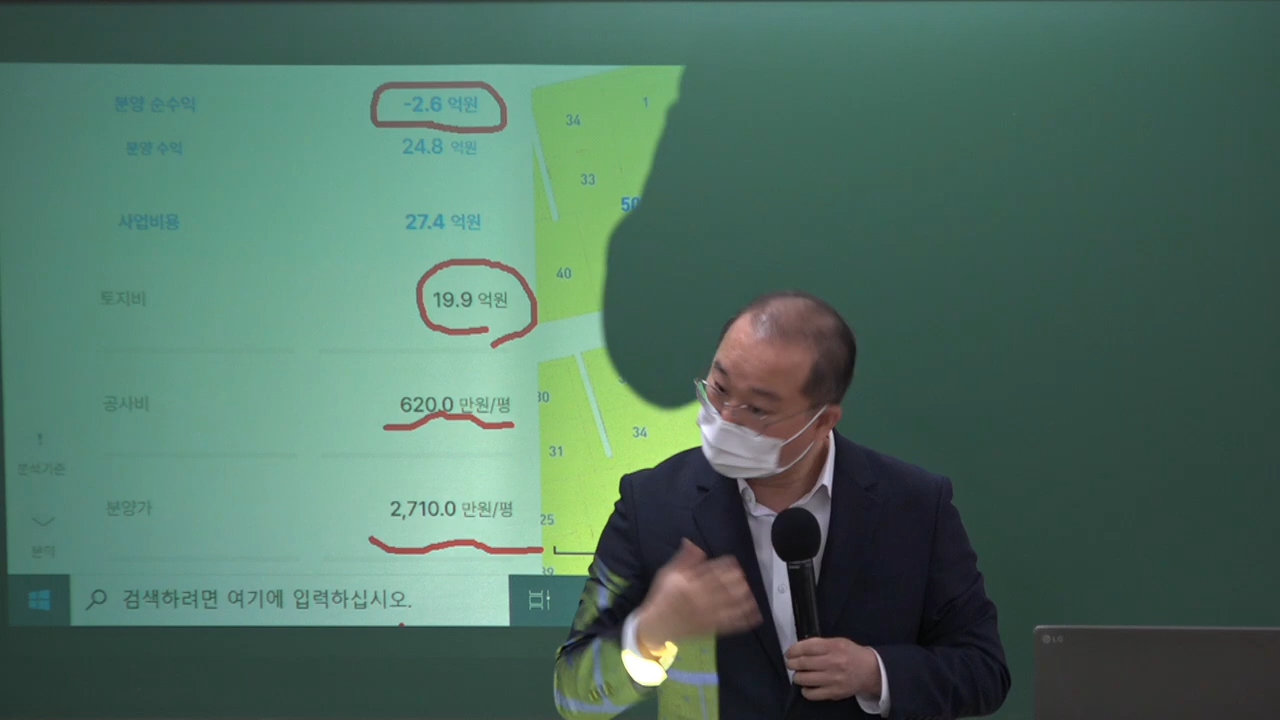 분양 순수익 -2.6 억원
분양 수익 24.8 억원
사업비용 27.4 억원
토지비 19.9 억원
공사비 620.0 만원/평
분석기준
분양가 2,710.0 만원/평
분석
검색하려면 여기에 입력하십시오.
1
34
33
50
40
30
34
31
25
39
LG